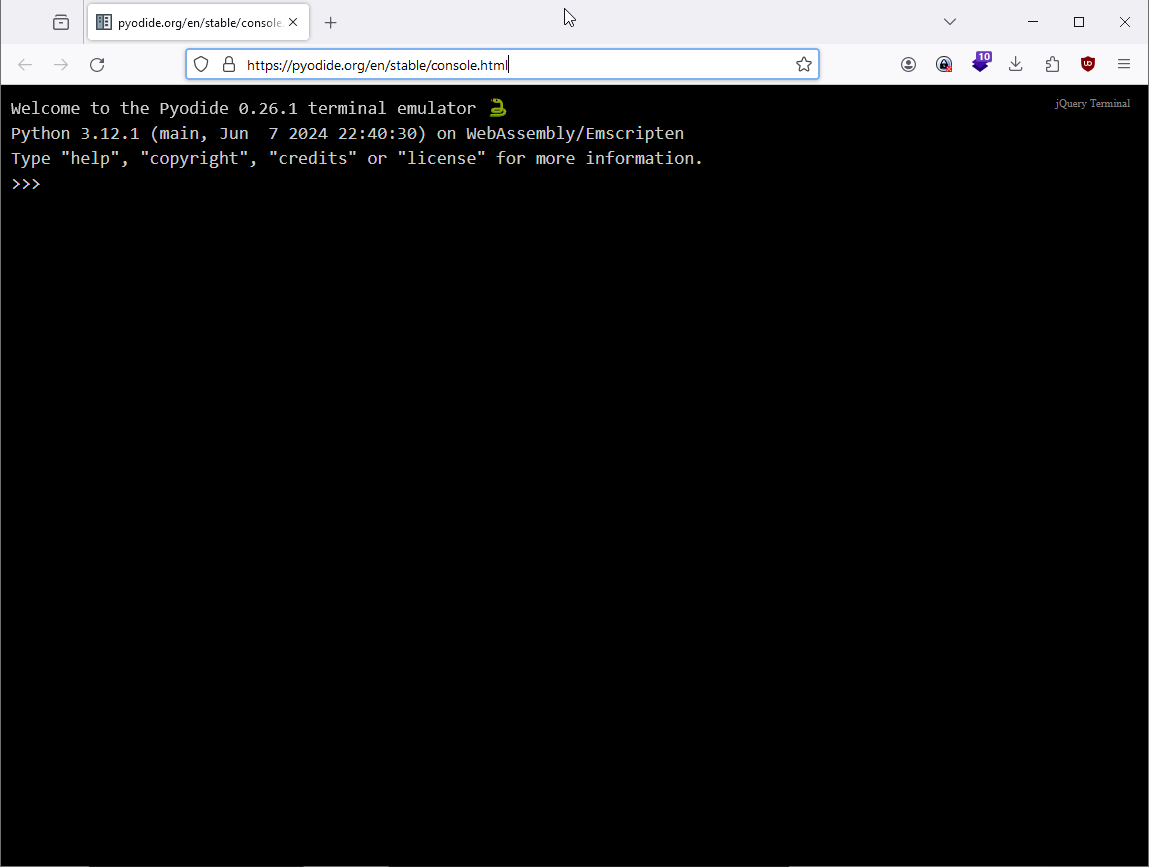 pyodide.org/en/stable/console.
https://pyodide.org/en/stable/console.html
10
UD
jQuery Terminal
Welcome to the Pyodide 0.26.1 terminal emulator 🐍
Python 3.12.1 (main, Jun  7 2024 22:40:30) on WebAssembly/Emscripten
Type "help", "copyright", "credits" or "license" for more information.
>>>